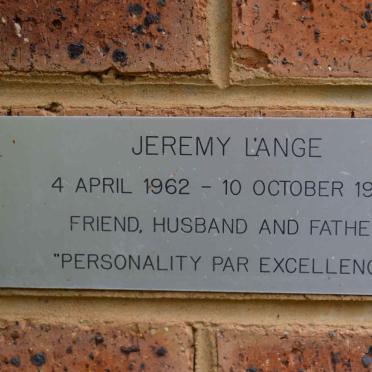 JEREMY L'ANGE
4 APRIL 1962 – 10 OCTOBER 19
FRIEND, HUSBAND AND FATHE
"PERSONALITY PAR EXCELLENC